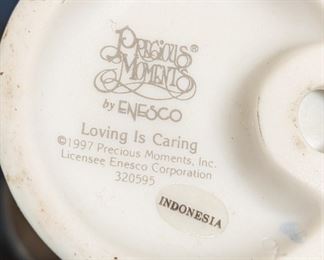 PRECIOUS®
MOMENTS
by ENESCO
Loving Is Caring
©1997 Precious Moments, Inc.
Licensee Enesco Corporation
320595
INDONESIA